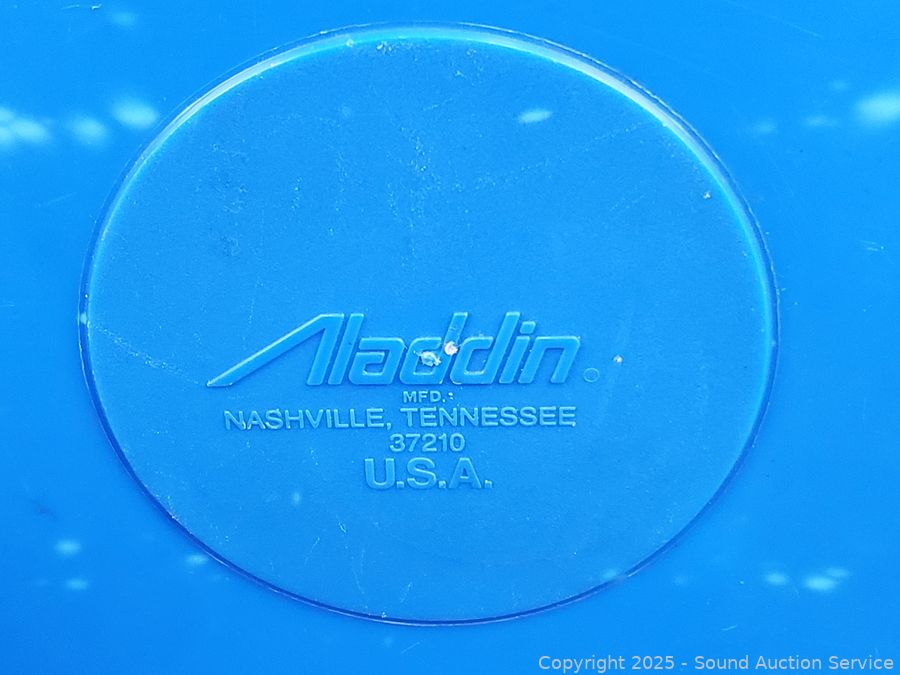 Aladdin®
MFD.:
NASHVILLE, TENNESSEE
37210
U.S.A.
Copyright 2025 - Sound Auction Service